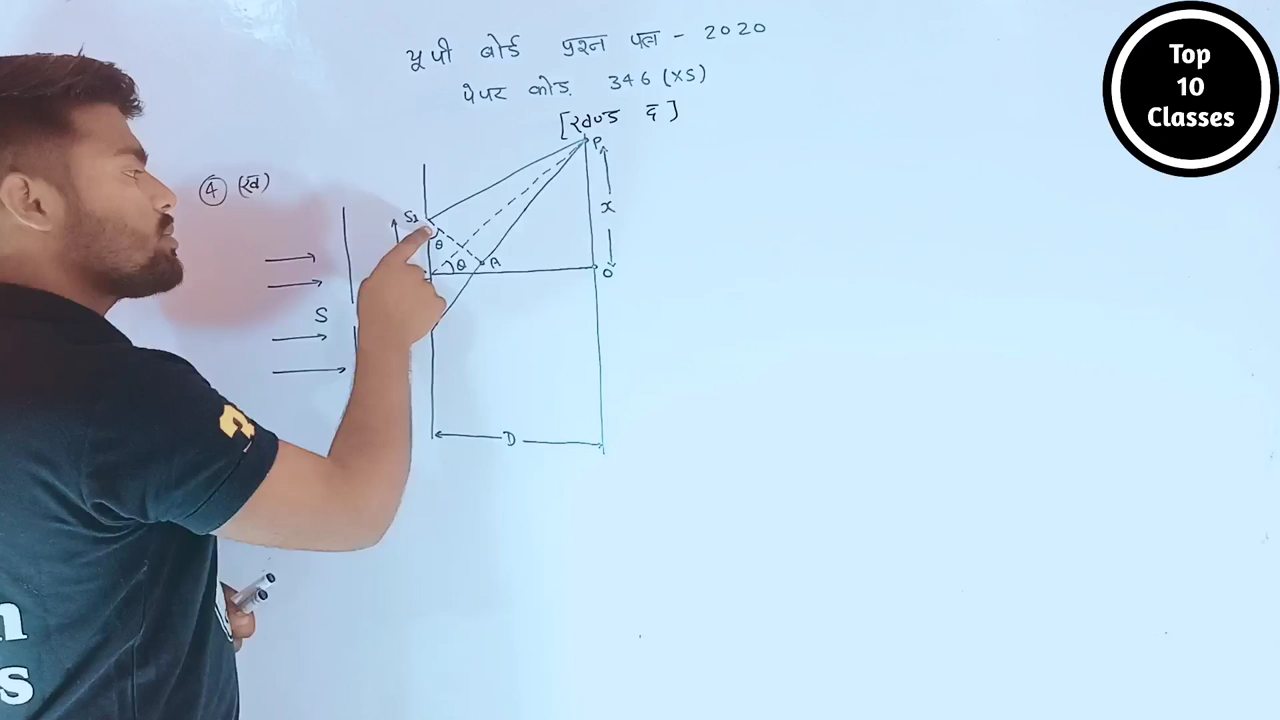 यू पी बोर्ड प्रश्न पत्र - 2020
पेपर कोड. 346 (XS)
[खण्ड द]
④ (ख)
P
x
S1
θ
θ
A
O
S
D
Top
10
Classes